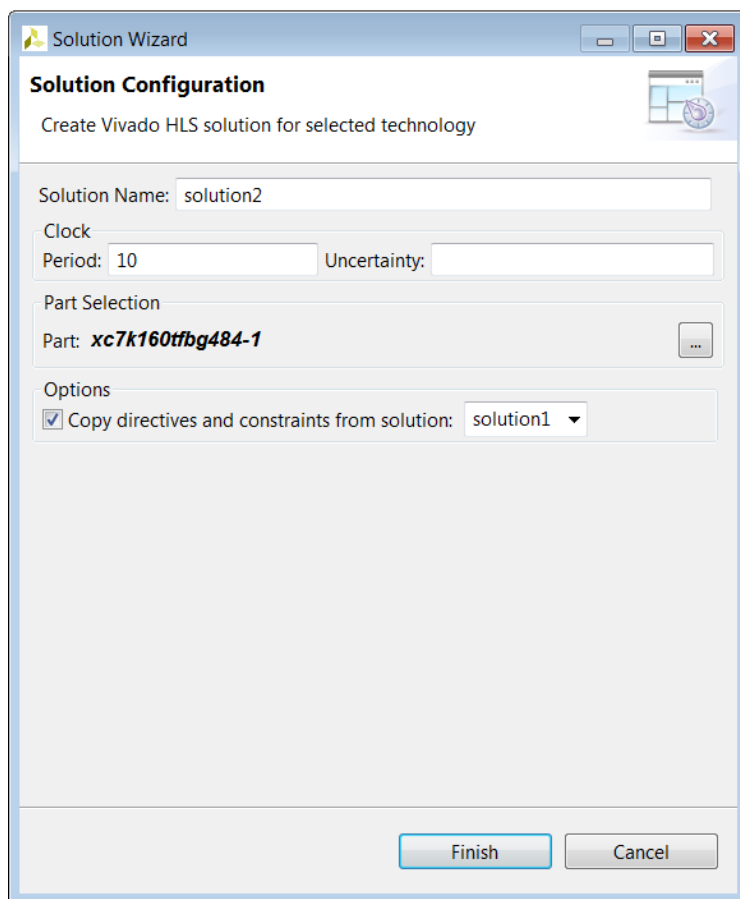 Solution Wizard
Solution Configuration
Create Vivado HLS solution for selected technology
Solution Name: solution2
Clock
Period: 10 Uncertainty:
Part Selection
Part: xc7k160tfbg484-1 ...
Options
Copy directives and constraints from solution: solution1
Finish Cancel